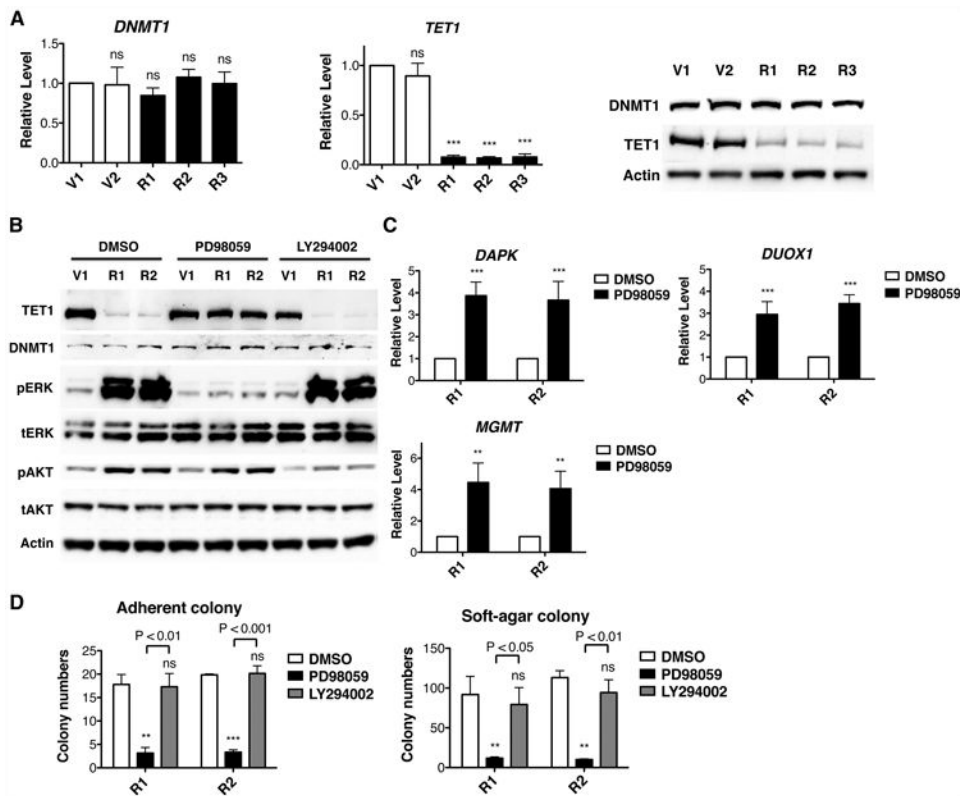 A
DNMT1
Relative Level
1.5
1.0
0.5
0.0
ns
ns
ns
ns
V1
V2
R1
R2
R3
TET1
Relative Level
1.0
0.5
0.0
ns
***
***
***
V1
V2
R1
R2
R3
V1 V2 R1 R2 R3
DNMT1
TET1
Actin
B
DMSO PD98059 LY294002
V1 R1 R2 V1 R1 R2 V1 R1 R2
TET1
DNMT1
pERK
tERK
pAKT
tAKT
Actin
C
DAPK
Relative Level
5
4
3
2
1
0
***
***
R1
R2
DMSO
PD98059
DUOX1
Relative Level
5
4
3
2
1
0
***
***
R1
R2
DMSO
PD98059
MGMT
Relative Level
6
4
2
0
**
**
R1
R2
DMSO
PD98059
D
Adherent colony
Colony numbers
25
20
15
10
5
0
P < 0.01
P < 0.001
ns
ns
**
***
R1
R2
DMSO
PD98059
LY294002
Soft-agar colony
Colony numbers
150
100
50
0
P < 0.05
P < 0.01
ns
ns
**
**
R1
R2
DMSO
PD98059
LY294002